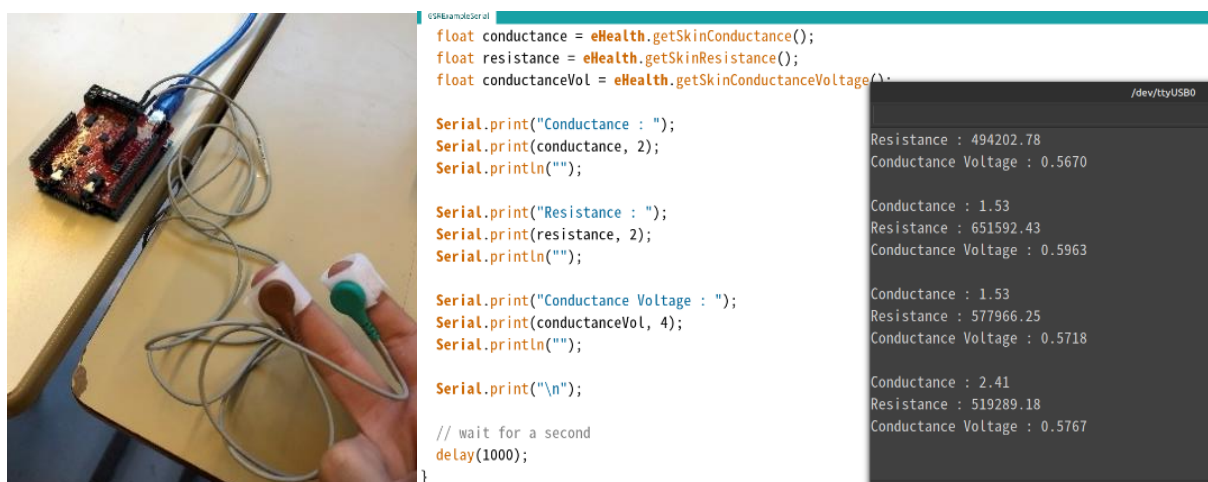 GSRExampleSerial
float conductance = eHealth.getSkinConductance();
float resistance = eHealth.getSkinResistance();
float conductanceVol = eHealth.getSkinConductanceVoltage();
Serial.print("Conductance : ");
Serial.print(conductance, 2);
Serial.println("");
Serial.print("Resistance : ");
Serial.print(resistance, 2);
Serial.println("");
Serial.print("Conductance Voltage : ");
Serial.print(conductanceVol, 4);
Serial.println("");
Serial.print("\n");
// wait for a second
delay(1000);
}
/dev/ttyUSB0
Resistance : 494202.78
Conductance Voltage : 0.5670
Conductance : 1.53
Resistance : 651592.43
Conductance Voltage : 0.5963
Conductance : 1.53
Resistance : 577966.25
Conductance Voltage : 0.5718
Conductance : 2.41
Resistance : 519289.18
Conductance Voltage : 0.5767